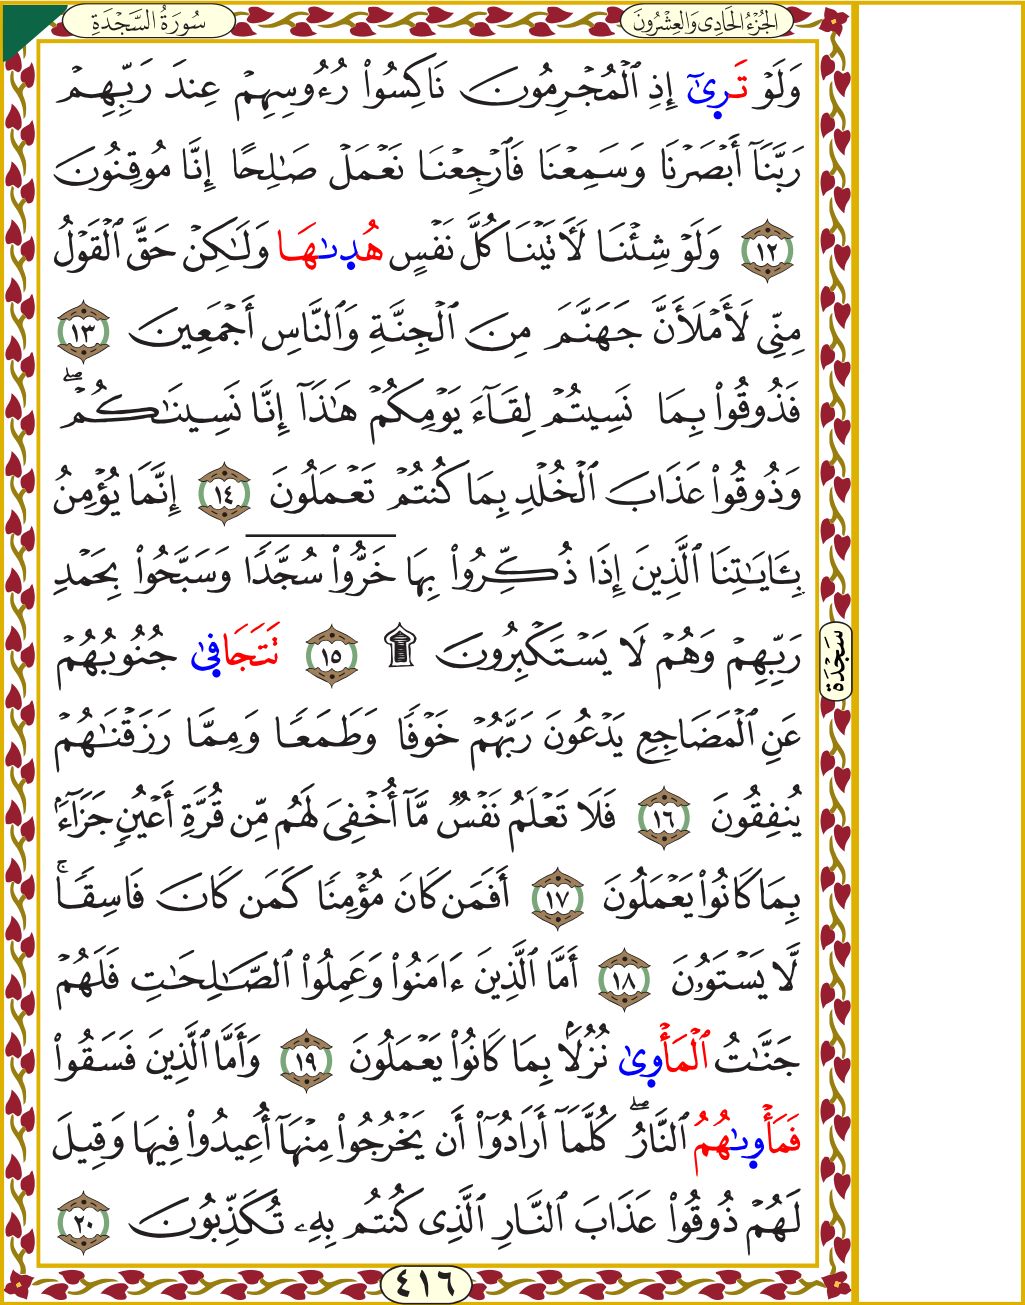 سُورَةُ السَّجْدَةِ
الجُزْءُ الحَادِى وَالعِشْرُونَ
وَلَوْ تَرِىٰٓ إِذِ ٱلْمُجْرِمُونَ نَاكِسُوا۟ رُءُوسِهِمْ عِندَ رَبِّهِمْ
رَبَّنَآ أَبْصَرْنَا وَسَمِعْنَا فَٱرْجِعْنَا نَعْمَلْ صَـٰلِحًا إِنَّا مُوقِنُونَ
١٢ وَلَوْ شِئْنَا لَـَٔاتَيْنَا كُلَّ نَفْسٍ هُدِىٰهَا وَلَـٰكِنْ حَقَّ ٱلْقَوْلُ
مِنِّى لَأَمْلَأَنَّ جَهَنَّمَ مِنَ ٱلْجِنَّةِ وَٱلنَّاسِ أَجْمَعِينَ ١٣
فَذُوقُوا۟ بِمَا نَسِيتُمْ لِقَآءَ يَوْمِكُمْ هَـٰذَآ إِنَّا نَسِينَـٰكُمْ ۖ
وَذُوقُوا۟ عَذَابَ ٱلْخُلْدِ بِمَا كُنتُمْ تَعْمَلُونَ ١٤ إِنَّمَا يُؤْمِنُ
بِـَٔايَـٰتِنَا ٱلَّذِينَ إِذَا ذُكِّرُوا۟ بِهَا خَرُّوا۟ سُجَّدًا وَسَبَّحُوا۟ بِحَمْدِ
رَبِّهِمْ وَهُمْ لَا يَسْتَكْبِرُونَ ۩ ١٥ تَتَجَافِىٰ جُنُوبُهُمْ
سَجْدَة
عَنِ ٱلْمَضَاجِعِ يَدْعُونَ رَبَّهُمْ خَوْفًا وَطَمَعًا وَمِمَّا رَزَقْنَـٰهُمْ
يُنفِقُونَ ١٦ فَلَا تَعْلَمُ نَفْسٌ مَّآ أُخْفِىَ لَهُم مِّن قُرَّةِ أَعْيُنٍ جَزَآءًۢ
بِمَا كَانُوا۟ يَعْمَلُونَ ١٧ أَفَمَن كَانَ مُؤْمِنًا كَمَن كَانَ فَاسِقًا ۚ
لَّا يَسْتَوُۥنَ ١٨ أَمَّا ٱلَّذِينَ ءَامَنُوا۟ وَعَمِلُوا۟ ٱلصَّـٰلِحَـٰتِ فَلَهُمْ
جَنَّـٰتُ ٱلْمَأْوِىٰ نُزُلًۢا بِمَا كَانُوا۟ يَعْمَلُونَ ١٩ وَأَمَّا ٱلَّذِينَ فَسَقُوا۟
فَمَأْوِىٰهُمُ ٱلنَّارُ ۖ كُلَّمَآ أَرَادُوٓا۟ أَن يَخْرُجُوا۟ مِنْهَآ أُعِيدُوا۟ فِيهَا وَقِيلَ
لَهُمْ ذُوقُوا۟ عَذَابَ ٱلنَّارِ ٱلَّذِى كُنتُم بِهِۦ تُكَذِّبُونَ ٢٠
٤١٦